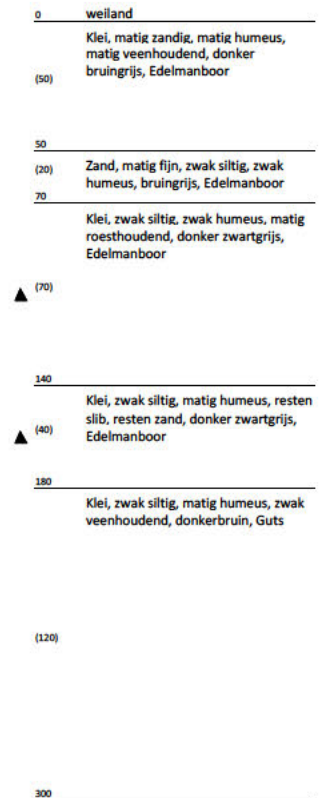 0 weiland
Klei, matig zandig, matig humeus,
matig veenhoudend, donker
bruingrijs, Edelmanboor
(50)
50
(20) Zand, matig fijn, zwak siltig, zwak
humeus, bruingrijs, Edelmanboor
70
Klei, zwak siltig, zwak humeus, matig
roesthoudend, donker zwartgrijs,
Edelmanboor
(70)
140
Klei, zwak siltig, matig humeus, resten
slib, resten zand, donker zwartgrijs,
(40) Edelmanboor
180
Klei, zwak siltig, matig humeus, zwak
veenhoudend, donkerbruin, Guts
(120)
300